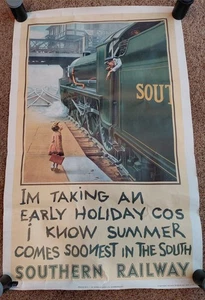 SOUT
IM TAKING AN
EARLY HOLIDAY COS
i KNOW SUMMER
COMES SOONEST IN THE SOUTH
SOUTHERN RAILWAY